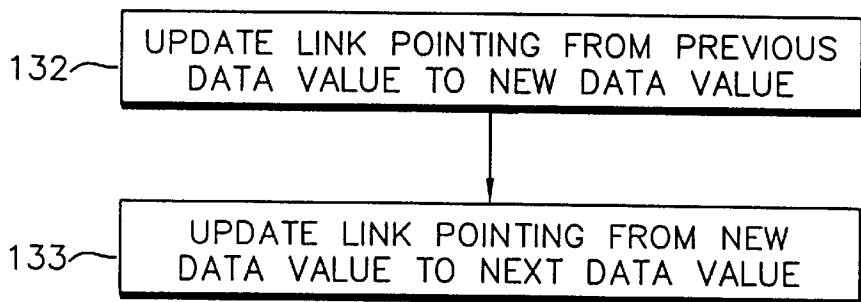 UPDATE LINK POINTING FROM PREVIOUS
132
DATA VALUE TO NEW DATA VALUE
UPDATE LINK POINTING FROM NEW
133
DATA VALUE TO NEXT DATA VALUE